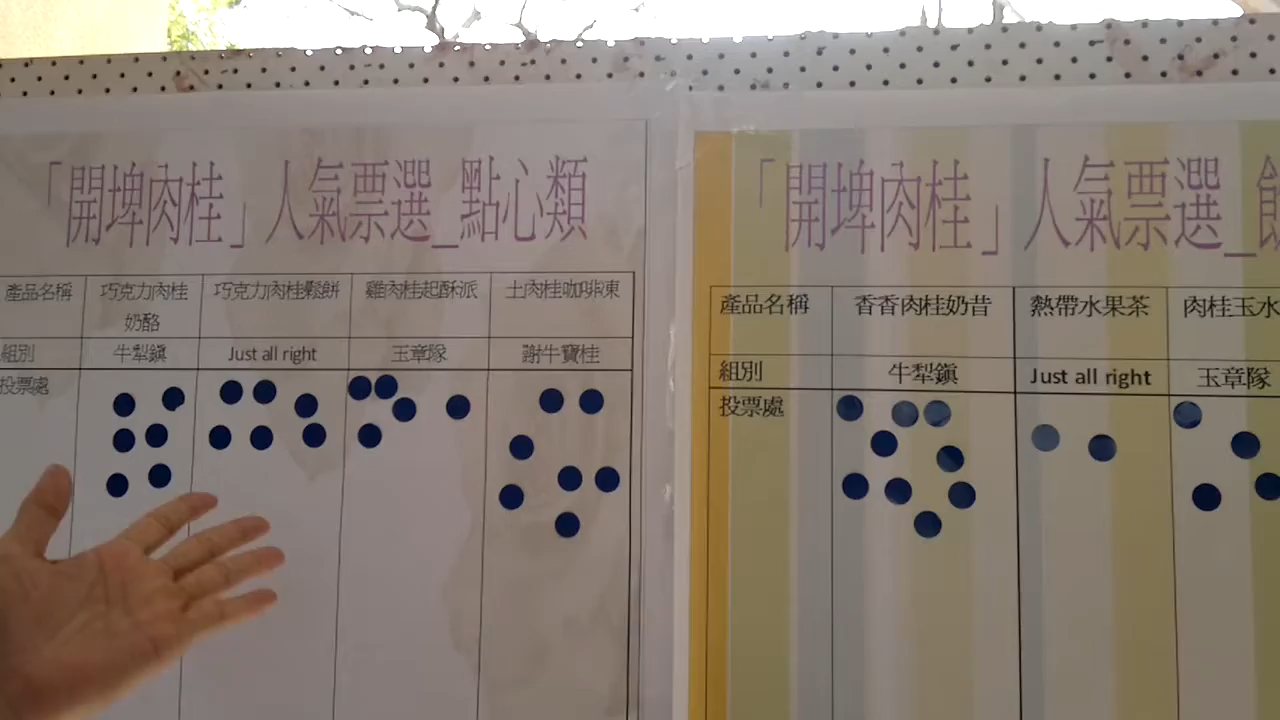 「開埤肉桂」人氣票選_點心類
產品名稱 巧克力肉桂奶酪 巧克力肉桂鬆餅 雞肉桂起酥派 土肉桂咖啡凍
組別 牛犁鎮 Just all right 玉章隊 謝牛寶桂
投票處
「開埤肉桂」人氣票選_
產品名稱 香香肉桂奶昔 熱帶水果茶 肉桂玉水
組別 牛犁鎮 Just all right 玉章隊
投票處